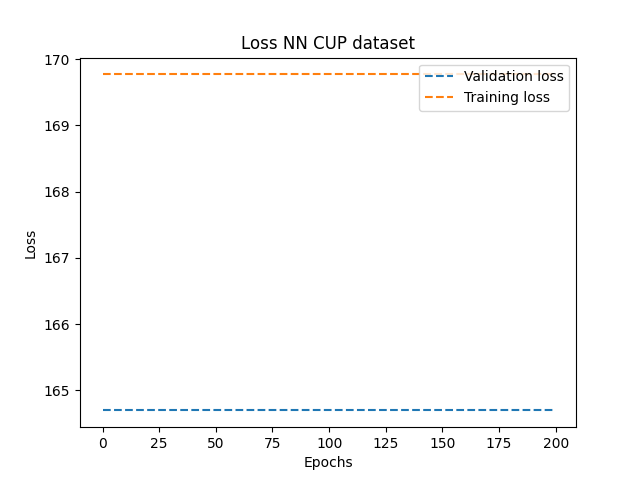 Loss NN CUP dataset
Validation loss
Training loss
170
169
168
167
166
165
Loss
0 25 50 75 100 125 150 175 200
Epochs